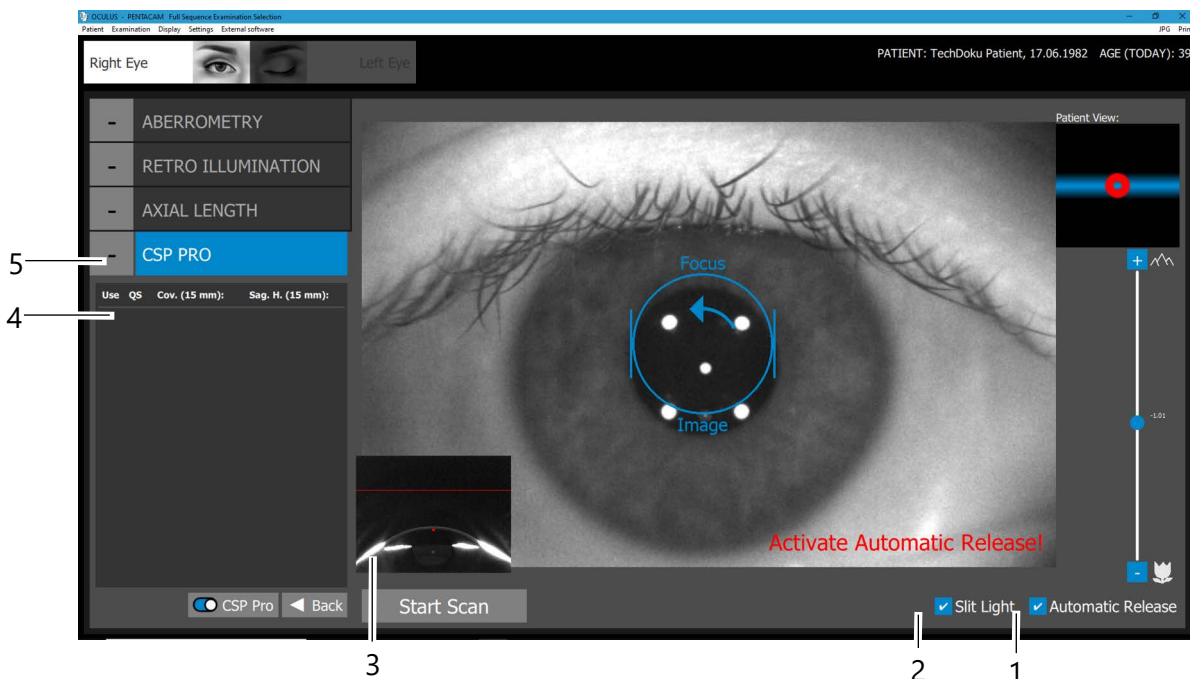 OCULUS - PENTACAM Full Sequence Examination Selection
Patient Examination Display Settings External software JPG Prin
Right Eye Left Eye PATIENT: TechDoku Patient, 17.06.1982 AGE (TODAY): 39
- ABERROMETRY
- RETRO ILLUMINATION
- AXIAL LENGTH
- CSP PRO
Patient View:
Use QS Cov. (15 mm): Sag. H. (15 mm):
Focus
Image
+
-1.01
-
Activate Automatic Release!
CSP Pro Back
Start Scan
Slit Light Automatic Release
5
4
3
2
1